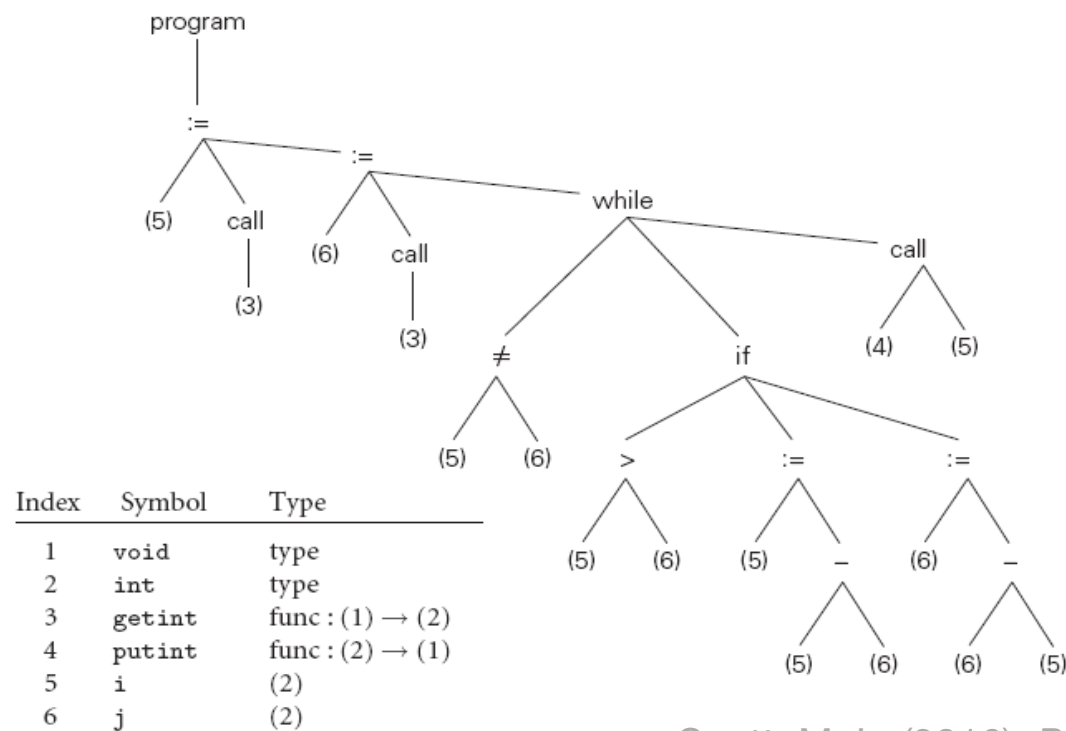 program
:=
:=
while
(5)
call
(6)
call
call
(3)
(3)
≠
if
(4)
(5)
(5)
(6)
>
:=
:=
Index Symbol Type
(5)
(6)
(5)
–
(6)
–
1 void type
2 int type
3 getint func : (1) → (2)
4 putint func : (2) → (1)
(5)
(6)
(6)
(5)
5 i (2)
6 j (2)